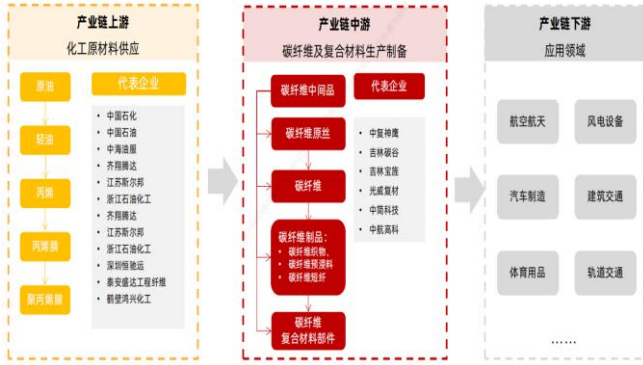 产业链上游
化工原材料供应
原油
轻油
丙烯
丙烯腈
聚丙烯腈
代表企业
• 中国石化
• 中国石油
• 中海油服
• 齐翔腾达
• 江苏斯尔邦
• 浙江石油化工
• 齐翔腾达
• 江苏斯尔邦
• 浙江石油化工
• 深圳恒驰远
• 泰安盛达工程纤维
• 鹤壁鸿兴化工
产业链中游
碳纤维及复合材料生产制备
碳纤维中间品
碳纤维原丝
碳纤维
碳纤维制品：
• 碳纤维织物、
• 碳纤维预浸料
• 碳纤维短纤
碳纤维
复合材料部件
代表企业
• 中复神鹰
• 吉林碳谷
• 吉林宝旌
• 光威复材
• 中简科技
• 中航高科
产业链下游
应用领域
航空航天
风电设备
汽车制造
建筑交通
体育用品
轨道交通
……